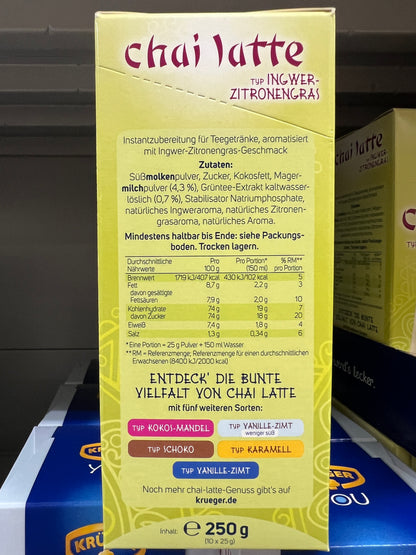 chai latte
TYP INGWER-
ZITRONENGRAS
Instantzubereitung für Teegetränke, aromatisiert
mit Ingwer-Zitronengras-Geschmack
Zutaten:
Süßmolkenpulver, Zucker, Kokosfett, Mager-
milchpulver (4,3 %), Grüntee-Extrakt kaltwasser-
löslich (0,7 %), Stabilisator Natriumphosphate,
natürliches Ingweraroma, natürliches Zitronen-
grasaroma, natürliches Aroma.
Mindestens haltbar bis Ende: siehe Packungs-
boden. Trocken lagern.
Durchschnittliche Pro Pro Portion* % RM**
Nährwerte 100 g (150 ml) pro Portion
Brennwert 1719 kJ/407 kcal 430 kJ/102 kcal 5
Fett 8,7 g 2,2 g 3
davon gesättigte
Fettsäuren 7,9 g 2,0 g 10
Kohlenhydrate 74 g 19 g 7
davon Zucker 74 g 18 g 20
Eiweiß 7,4 g 1,8 g 4
Salz 1,3 g 0,34 g 6
* Eine Portion = 25 g Pulver + 150 ml Wasser
** RM = Referenzmenge; Referenzmenge für einen durchschnittlichen
Erwachsenen (8400 kJ/2000 kcal)
ENTDECK' DIE BUNTE
VIELFALT VON CHAI LATTE
mit fünf weiteren Sorten:
TYP KOKOS-MANDEL
TYP VANILLE-ZIMT
weniger süß
TYP SCHOKO
TYP KARAMELL
TYP VANILLE-ZIMT
Noch mehr chai-latte-Genuss gibt's auf
krueger.de
Inhalt: ℮ 250 g
(10 x 25 g)
chai latte
TYP INGWER-
ZITRONENGRAS
TYP
KRÜ
YOU